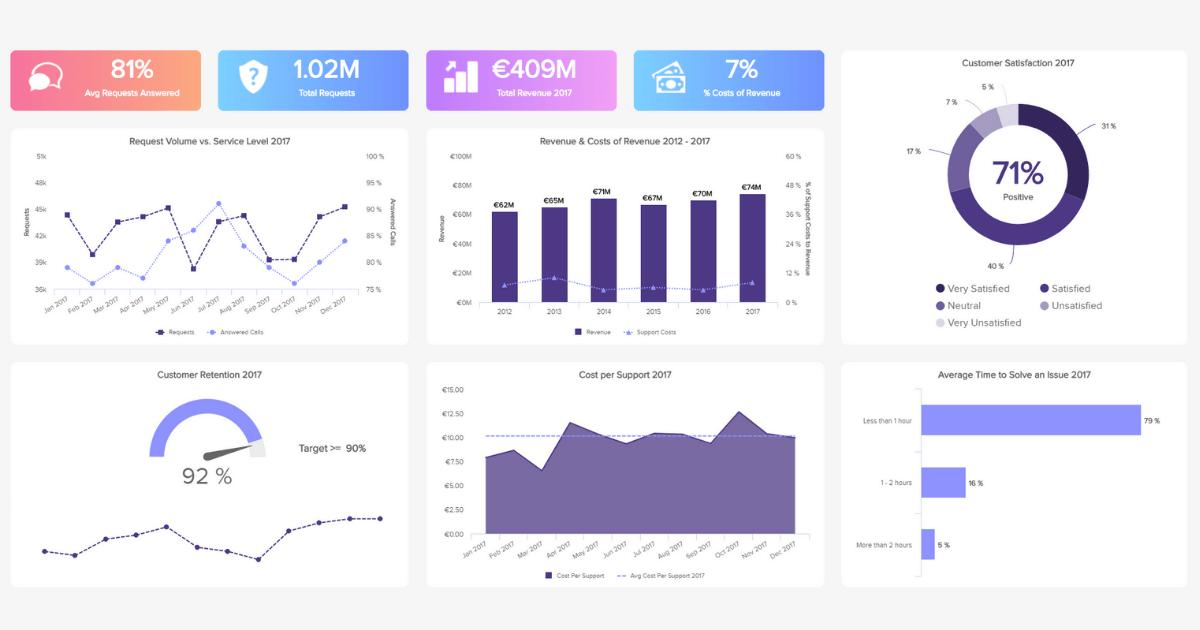 81%
Avg Requests Answered
1.02M
Total Requests
€409M
Total Revenue 2017
7%
% Costs of Revenue
Request Volume vs. Service Level 2017
51k
48k
45k
42k
39k
36k
Requests
100 %
95 %
90 %
85 %
80 %
75 %
Answered Calls
Jan 2017
Feb 2017
Mar 2017
Apr 2017
May 2017
Jun 2017
Jul 2017
Aug 2017
Sep 2017
Oct 2017
Nov 2017
Dec 2017
Requests
Answered Calls
Revenue & Costs of Revenue 2012 - 2017
€100M
€80M
€60M
€40M
€20M
€0M
Revenue
€62M
€65M
€71M
€67M
€70M
€74M
60 %
48 %
36 %
24 %
12 %
0 %
% of Support Costs to Revenue
2012
2013
2014
2015
2016
2017
Revenue
Support Costs
Customer Satisfaction 2017
5 %
7 %
31 %
17 %
40 %
71%
Positive
Very Satisfied
Satisfied
Neutral
Unsatisfied
Very Unsatisfied
Customer Retention 2017
92 %
Target >= 90%
Cost per Support 2017
€15.00
€12.50
€10.00
€7.50
€5.00
€2.50
€0.00
Jan 2017
Feb 2017
Mar 2017
Apr 2017
May 2017
Jun 2017
Jul 2017
Aug 2017
Sep 2017
Oct 2017
Nov 2017
Dec 2017
Cost Per Support
Avg Cost Per Support 2017
Average Time to Solve an Issue 2017
Less than 1 hour
79 %
1 - 2 hours
16 %
More than 2 hours
5 %